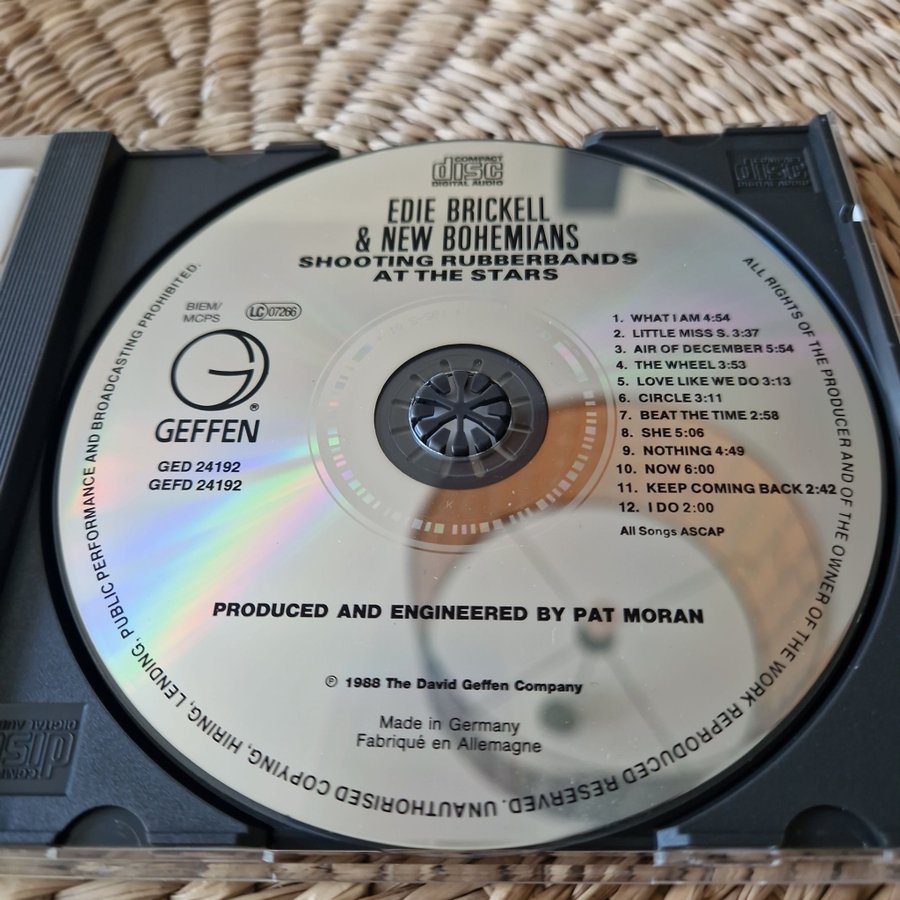 COMPACT
disc
DIGITAL AUDIO
EDIE BRICKELL
& NEW BOHEMIANS
SHOOTING RUBBERBANDS
AT THE STARS
BIEM/
MCPS
LC 07266
GEFFEN®
GED 24192
GEFD 24192
1. WHAT I AM 4:54
2. LITTLE MISS S. 3:37
3. AIR OF DECEMBER 5:54
4. THE WHEEL 3:53
5. LOVE LIKE WE DO 3:13
6. CIRCLE 3:11
7. BEAT THE TIME 2:58
8. SHE 5:06
9. NOTHING 4:49
10. NOW 6:00
11. KEEP COMING BACK 2:42
12. I DO 2:00
All Songs ASCAP
PRODUCED AND ENGINEERED BY PAT MORAN
℗ 1988 The David Geffen Company
Made in Germany
Fabriqué en Allemagne
ALL RIGHTS OF THE PRODUCER AND OF THE OWNER OF THE WORK REPRODUCED RESERVED. UNAUTHORISED COPYING, HIRING, LENDING, PUBLIC PERFORMANCE AND BROADCASTING PROHIBITED.
COMPACT
disc
DIGITAL AUDIO
disc